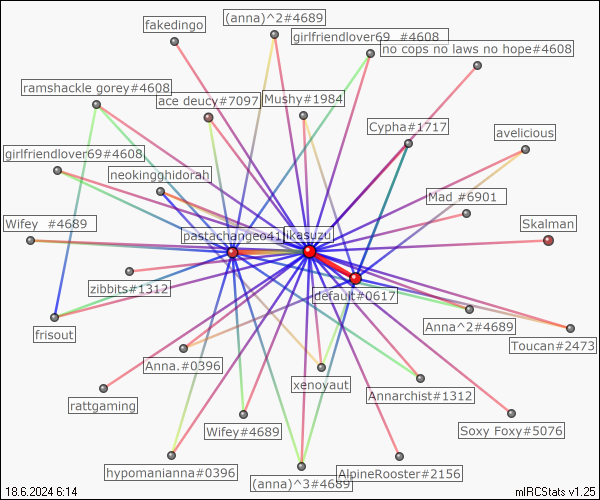 fakedingo
(anna)^2#4689
girlfriendlover69_#4608
no cops no laws no hope#4608
ramshackle gorey#4608
ace deucy#7097
Mushy#1984
Cypha#1717
avelicious
girlfriendlover69#4608
neokingghidorah
Mad #6901
Wifey_#4689
Skalman
pastachangeo41
ikasuzu
zibbits#1312
default#0617
frisout
Anna^2#4689
Toucan#2473
Anna.#0396
xenoyaut
Annarchist#1312
rattgaming
Wifey#4689
Soxy Foxy#5076
hypomanianna#0396
(anna)^3#4689
AlpineRooster#2156
18.6.2024 6:14
mIRCStats v1.25